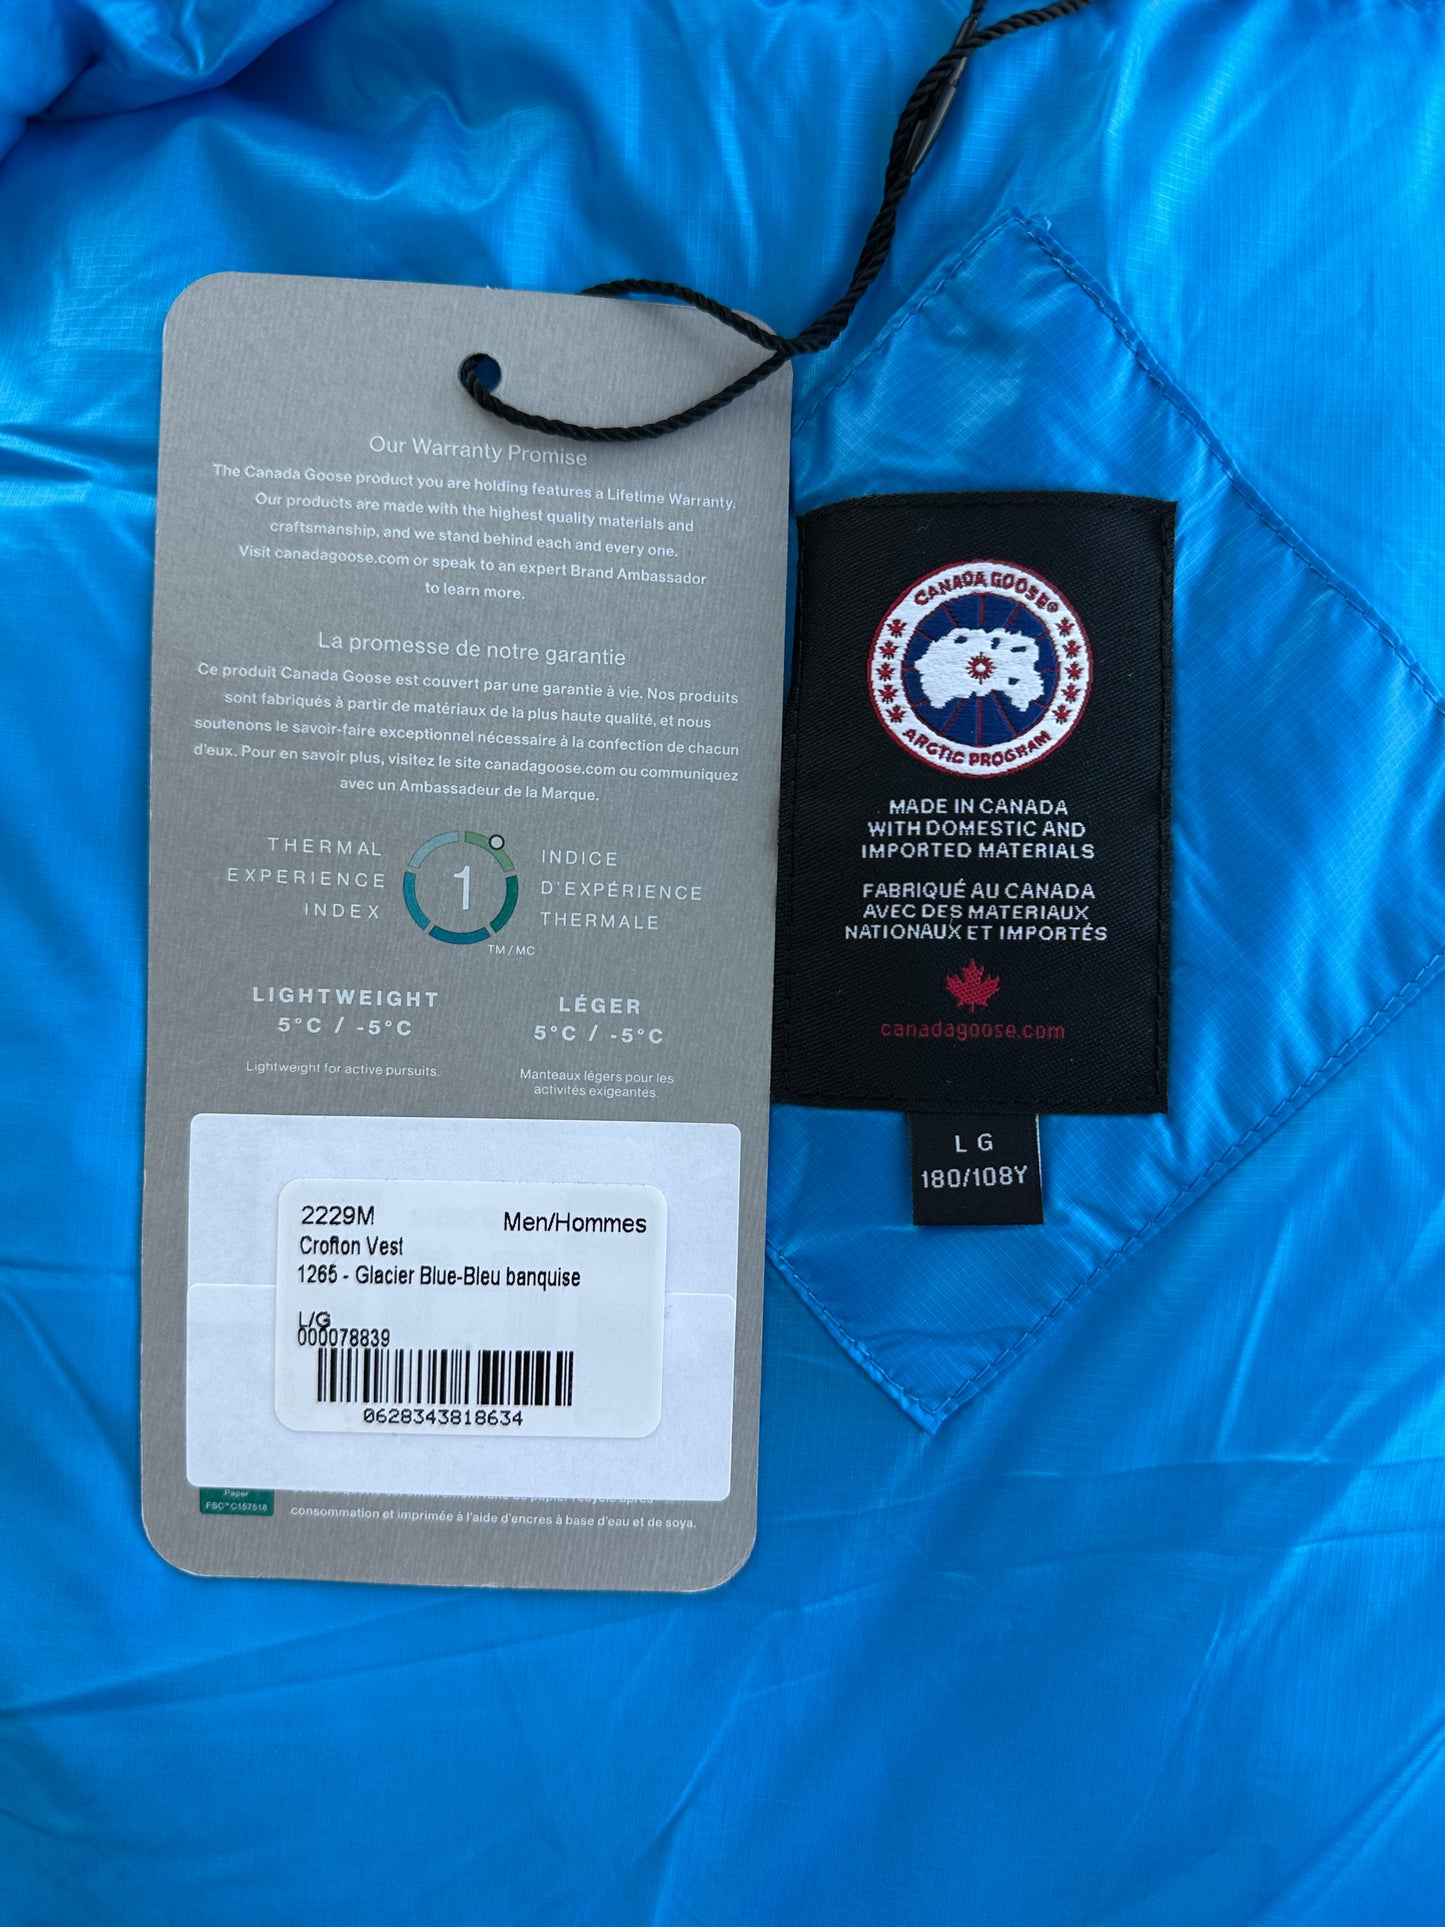 Our Warranty Promise
The Canada Goose product you are holding features a Lifetime Warranty.
Our products are made with the highest quality materials and
craftsmanship, and we stand behind each and every one.
Visit canadagoose.com or speak to an expert Brand Ambassador
to learn more.
La promesse de notre garantie
Ce produit Canada Goose est couvert par une garantie à vie. Nos produits
sont fabriqués à partir de matériaux de la plus haute qualité, et nous
soutenons le savoir-faire exceptionnel nécessaire à la confection de chacun
d'eux. Pour en savoir plus, visitez le site canadagoose.com ou communiquez
avec un Ambassadeur de la Marque.
THERMAL
EXPERIENCE
INDEX
1
TM/MC
INDICE
D'EXPÉRIENCE
THERMALE
LIGHTWEIGHT
5°C / -5°C
Lightweight for active pursuits.
LÉGER
5°C / -5°C
Manteaux légers pour les
activités exigeantes.
2229M Men/Hommes
Crofton Vest
1265 - Glacier Blue-Bleu banquise
L/G
000078839
0628343818634
Paper
FSC™ C157518
consommation et imprimée à l'aide d'encres à base d'eau et de soya.
CANADA GOOSE®
ARCTIC PROGRAM
MADE IN CANADA
WITH DOMESTIC AND
IMPORTED MATERIALS
FABRIQUÉ AU CANADA
AVEC DES MATERIAUX
NATIONAUX ET IMPORTÉS
canadagoose.com
L G
180/108Y